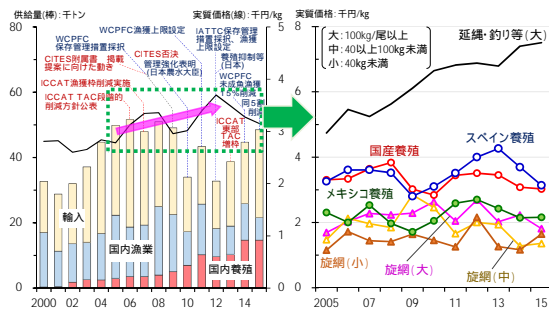 供給量(棒):千トン
実質価格(線):千円/kg
WCPFC漁獲上限設定
WCPFC
保存管理措置採択
CITES附属書 掲載
提案に向けた動き
ICCAT漁獲枠削減実施
ICCAT TAC段階的
削減方針公表
CITES否決
管理強化表明
(日本農水大臣)
IATTC保存管理
措置採択、漁獲
上限設定
養殖抑制等
(日本)
WCPFC
未成魚漁獲
15%削減
同5割
削減
ICCAT
東部
TAC
増枠
輸入
国内漁業
国内養殖
80
60
40
20
0
5
4
3
2
1
0
2000 02 04 06 08 10 12 14
実質価格:千円/kg
大:100kg/尾以上
中:40以上100kg未満
小:40kg未満
延縄・釣り等(大)
スペイン養殖
国産養殖
メキシコ養殖
旋網(小)
旋網(大)
旋網(中)
8
7
6
5
4
3
2
1
0
2005 07 09 11 13 15